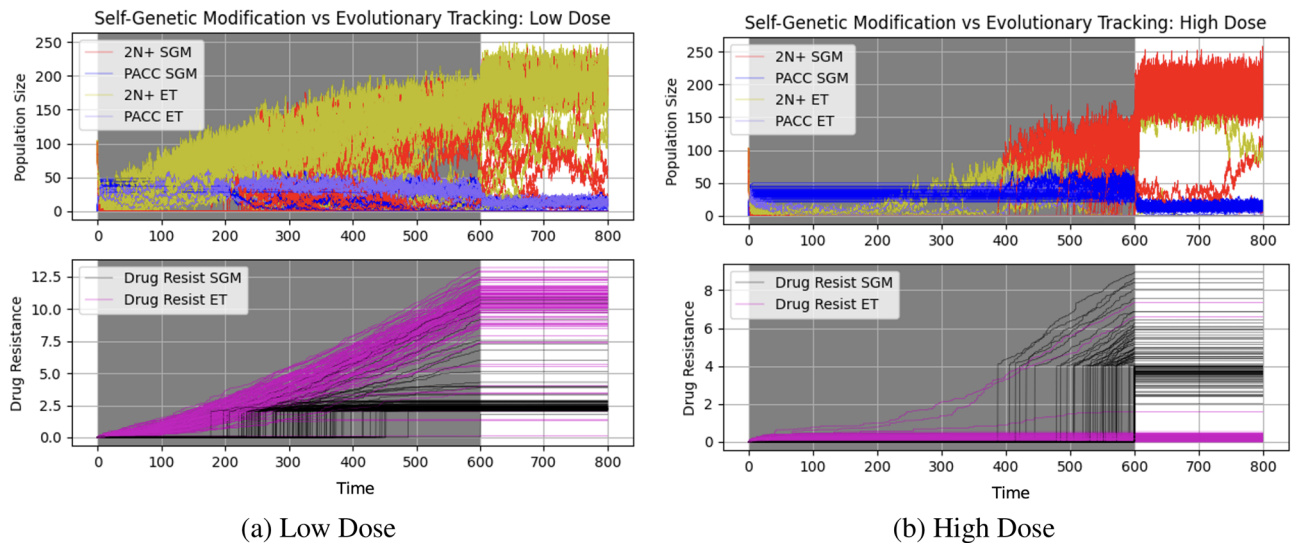 Self-Genetic Modification vs Evolutionary Tracking: Low Dose
Population Size
250
200
150
100
50
0
2N+ SGM
PACC SGM
2N+ ET
PACC ET
0 100 200 300 400 500 600 700 800
Drug Resistance
12.5
10.0
7.5
5.0
2.5
0.0
Drug Resist SGM
Drug Resist ET
0 100 200 300 400 500 600 700 800
Time
(a) Low Dose
Self-Genetic Modification vs Evolutionary Tracking: High Dose
Population Size
250
200
150
100
50
0
2N+ SGM
PACC SGM
2N+ ET
PACC ET
0 100 200 300 400 500 600 700 800
Drug Resistance
8
6
4
2
0
Drug Resist SGM
Drug Resist ET
0 100 200 300 400 500 600 700 800
Time
(b) High Dose